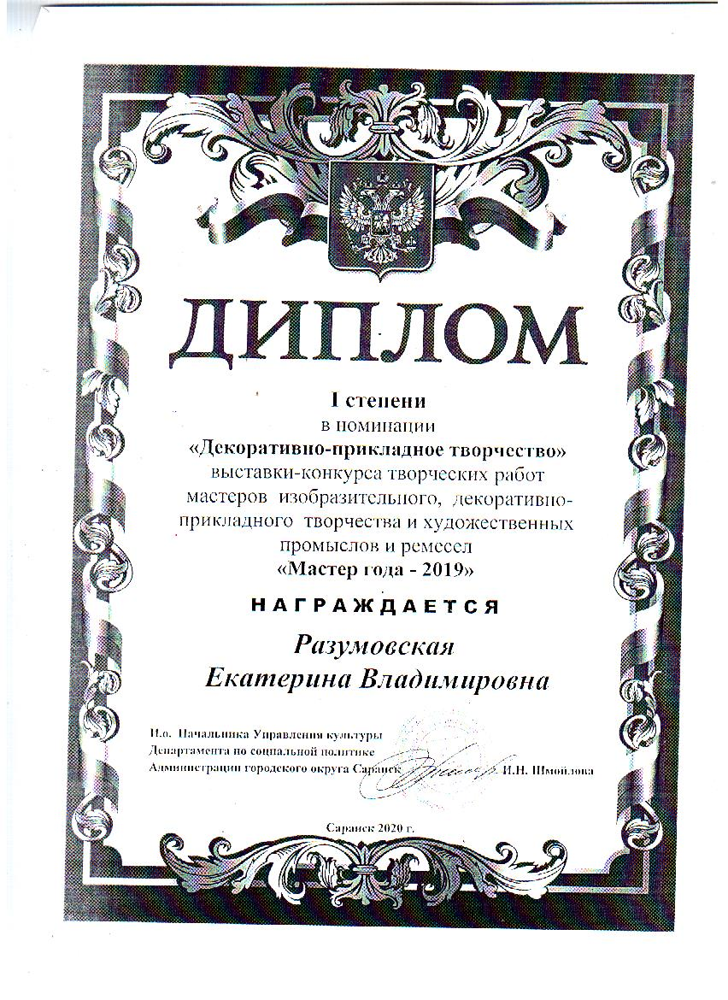 ДИПЛОМ
I степени
в номинации
«Декоративно-прикладное творчество»
выставки-конкурса творческих работ
мастеров изобразительного, декоративно-
прикладного творчества и художественных
промыслов и ремесел
«Мастер года - 2019»
НАГРАЖДАЕТСЯ
Разумовская
Екатерина Владимировна
И.о. Начальника Управления культуры
Департамента по социальной политике
Администрации городского округа Саранск И.Н. Шмойлова
Саранск 2020 г.